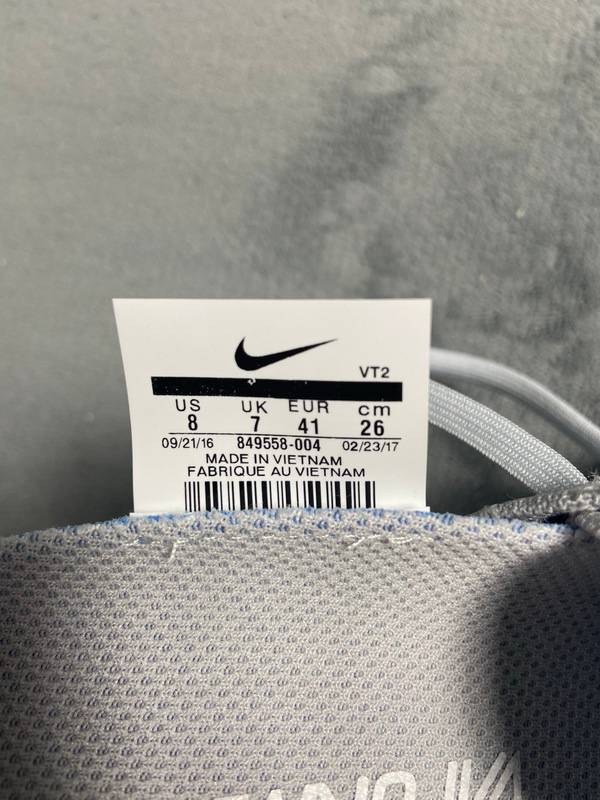 VT2
US UK EUR cm
8 7 41 26
09/21/16 849558-004 02/23/17
MADE IN VIETNAM
FABRIQUE AU VIETNAM